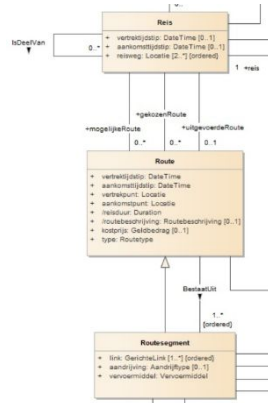 0..*
Reis
+ vertrektijdstip: DateTime [0..1]
+ aankomsttijdstip: DateTime [0..1]
+ reisweg: Locatie [2..*] {ordered}
IsDeelVan
0..*
1 +reis
+gekozenRoute
+mogelijkeRoute
+uitgevoerdeRoute
0..* 0..* 0..1
Route
+ vertrektijdstip: DateTime
+ aankomsttijdstip: DateTime
+ vertrekpunt: Locatie
+ aankomstpunt: Locatie
+ /reisduur: Duration
+ /routebeschrijving: Routebeschrijving [0..1]
+ kostprijs: Geldbedrag [0..1]
+ type: Routetype
BestaatUit
1..*
{ordered}
Routesegment
+ link: GerichteLink [1..*] {ordered}
+ aandrijving: Aandrijftype [0..1]
+ vervoermiddel: Vervoermiddel